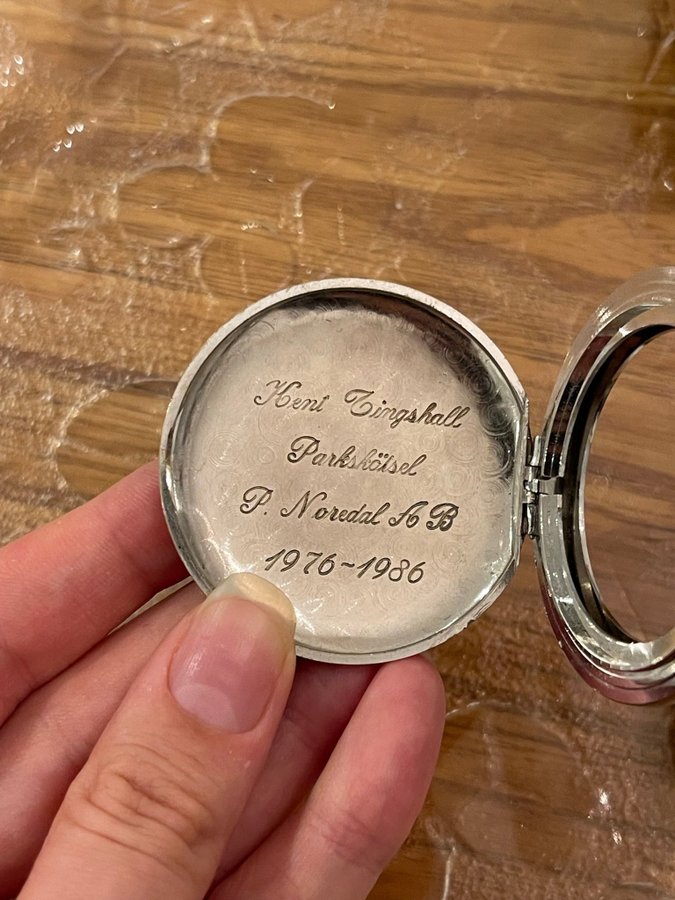 Kent Tingshall
Parkskötsel
P. Noredal AB
1976~1986